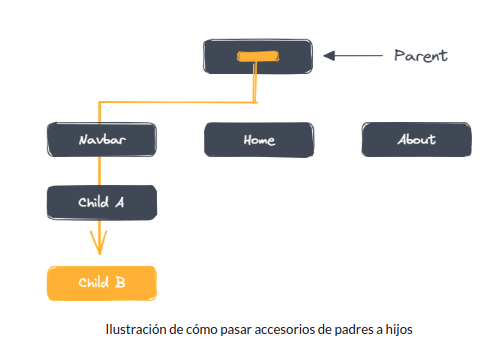 Parent
Navbar
Home
About
Child A
Child B
Ilustración de cómo pasar accesorios de padres a hijos